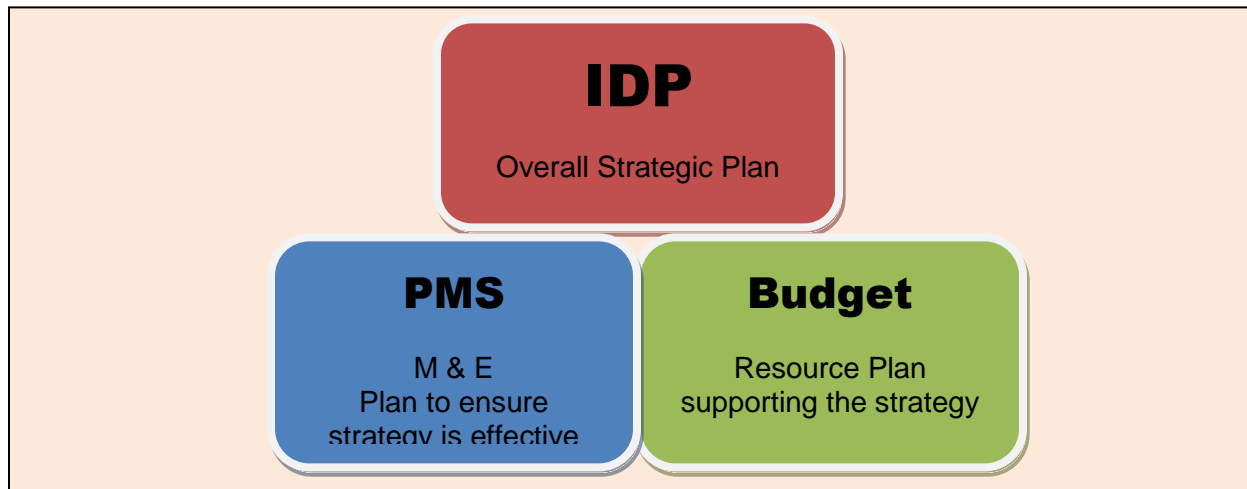 IDP
Overall Strategic Plan
PMS
M & E
Plan to ensure
strategy is effective
Budget
Resource Plan
supporting the strategy